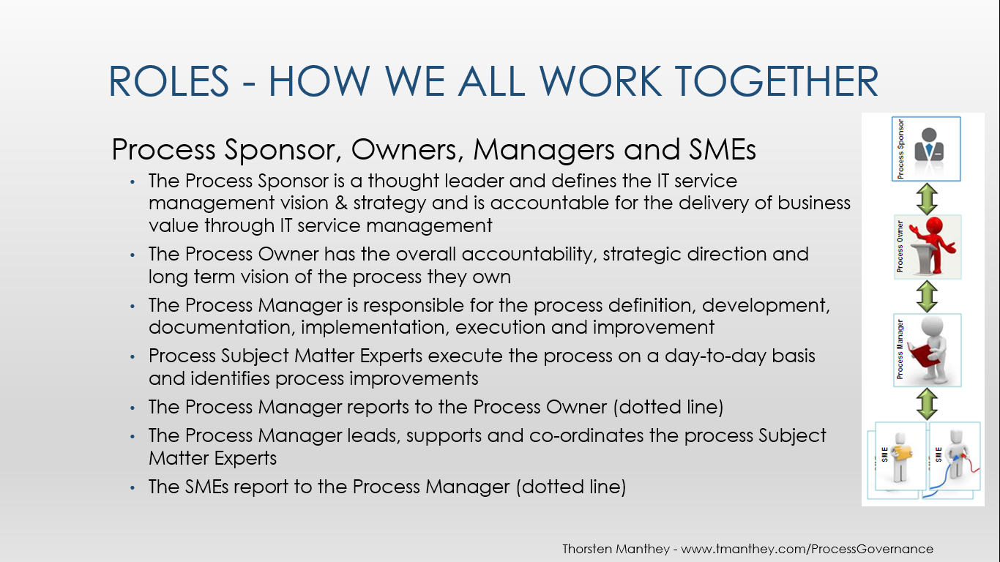 ROLES - HOW WE ALL WORK TOGETHER
Process Sponsor, Owners, Managers and SMEs
• The Process Sponsor is a thought leader and defines the IT service
management vision & strategy and is accountable for the delivery of business
value through IT service management
• The Process Owner has the overall accountability, strategic direction and
long term vision of the process they own
• The Process Manager is responsible for the process definition, development,
documentation, implementation, execution and improvement
• Process Subject Matter Experts execute the process on a day-to-day basis
and identifies process improvements
• The Process Manager reports to the Process Owner (dotted line)
• The Process Manager leads, supports and co-ordinates the process Subject
Matter Experts
• The SMEs report to the Process Manager (dotted line)
Process Sponsor
Process Owner
Process Manager
SME
SME
Thorsten Manthey - www.tmanthey.com/ProcessGovernance